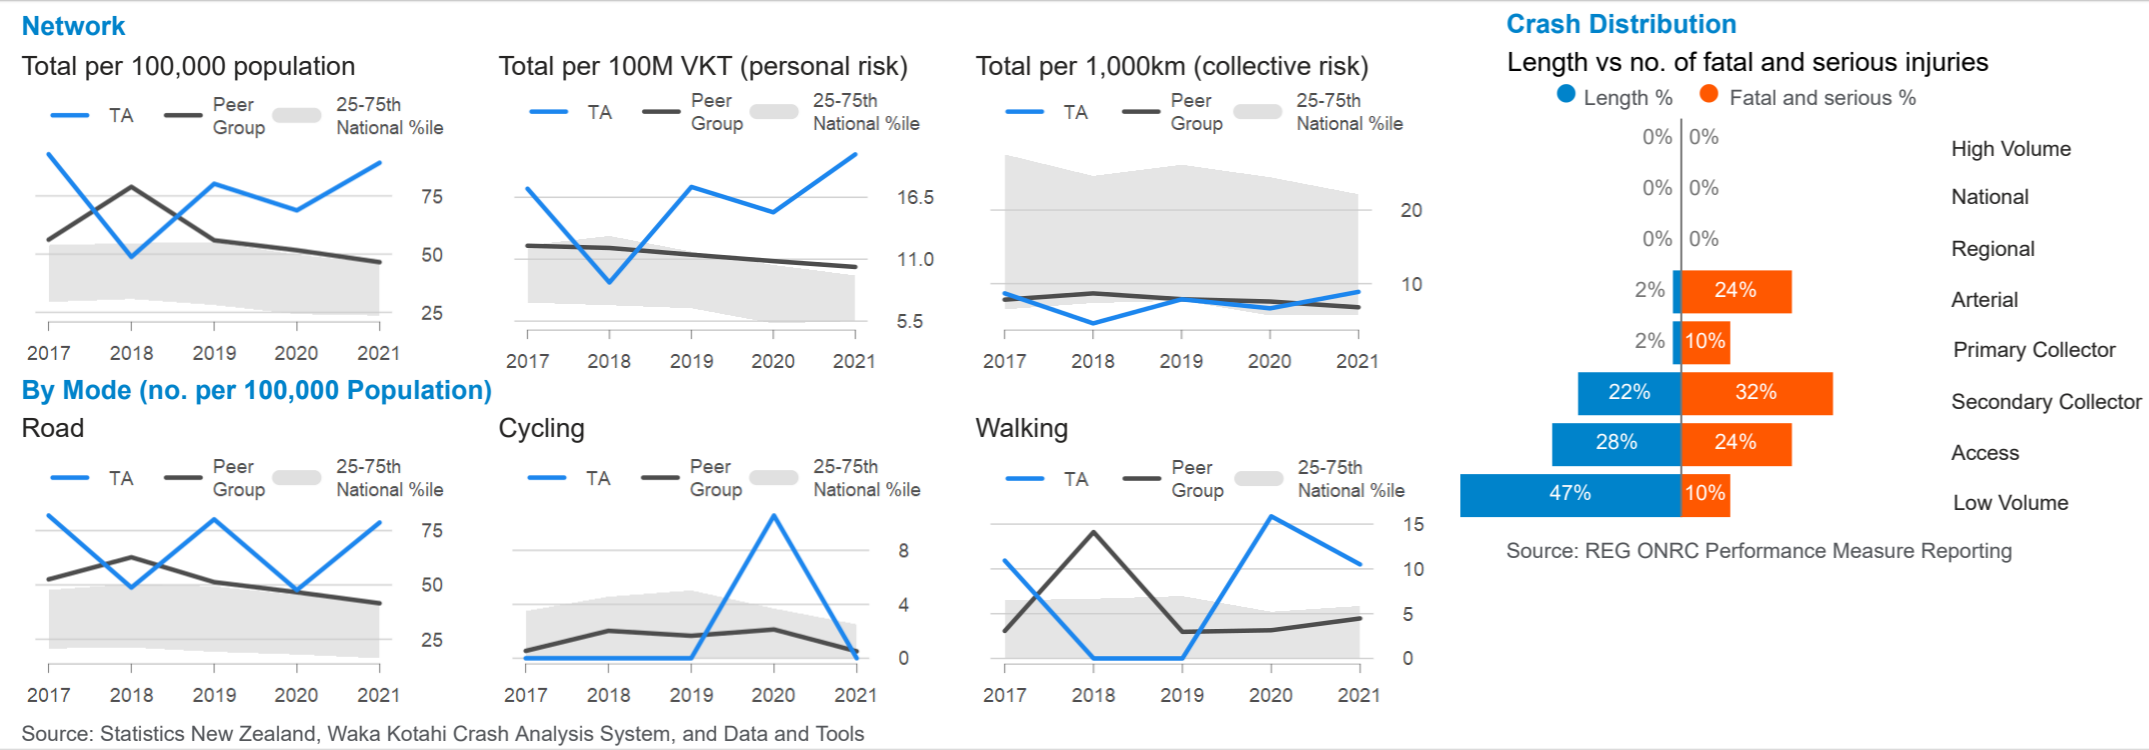 Network
Total per 100,000 population
TA
Peer
Group
25-75th
National %ile
75
50
25
2017 2018 2019 2020 2021
Total per 100M VKT (personal risk)
TA
Peer
Group
25-75th
National %ile
16.5
11.0
5.5
2017 2018 2019 2020 2021
Total per 1,000km (collective risk)
TA
Peer
Group
25-75th
National %ile
20
10
2017 2018 2019 2020 2021
By Mode (no. per 100,000 Population)
Road
TA
Peer
Group
25-75th
National %ile
75
50
25
2017 2018 2019 2020 2021
Cycling
TA
Peer
Group
25-75th
National %ile
8
4
0
2017 2018 2019 2020 2021
Walking
TA
Peer
Group
25-75th
National %ile
15
10
5
0
2017 2018 2019 2020 2021
Source: Statistics New Zealand, Waka Kotahi Crash Analysis System, and Data and Tools
Crash Distribution
Length vs no. of fatal and serious injuries
Length % Fatal and serious %
0% 0% High Volume
0% 0% National
0% 0% Regional
2% 24% Arterial
2% 10% Primary Collector
22% 32% Secondary Collector
28% 24% Access
47% 10% Low Volume
Source: REG ONRC Performance Measure Reporting